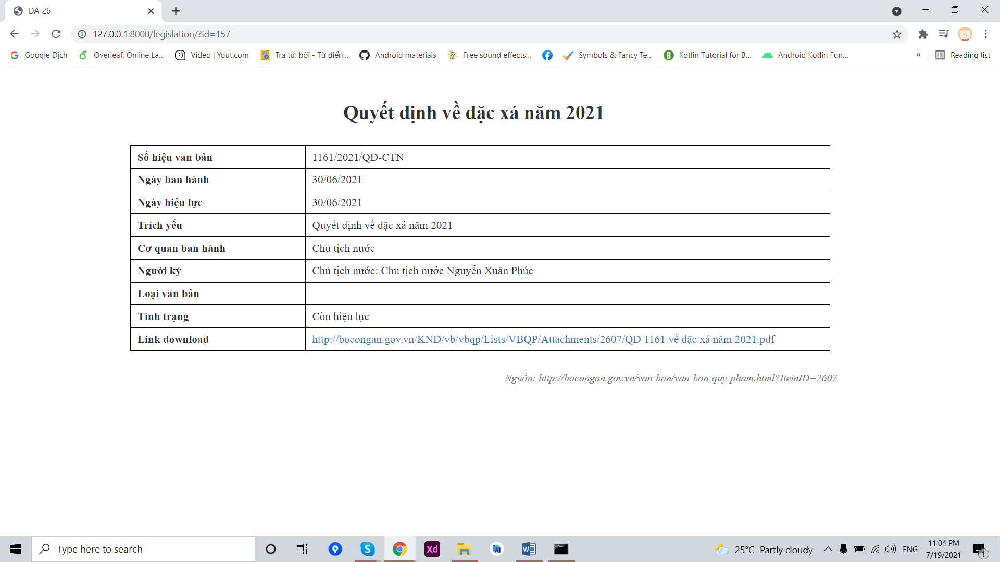 DA-26
127.0.0.1:8000/legislation/?id=157
Google Dịch
Overleaf, Online La...
Video | Yout.com
Tra từ: bối - Từ điển...
Android materials
Free sound effects...
Symbols & Fancy Te...
Kotlin Tutorial for B...
Android Kotlin Fun...
»
Reading list
Quyết định về đặc xá năm 2021
Số hiệu văn bản 1161/2021/QĐ-CTN
Ngày ban hành 30/06/2021
Ngày hiệu lực 30/06/2021
Trích yếu Quyết định về đặc xá năm 2021
Cơ quan ban hành Chủ tịch nước
Người ký Chủ tịch nước: Chủ tịch nước Nguyễn Xuân Phúc
Loại văn bản
Tình trạng Còn hiệu lực
Link download http://bocongan.gov.vn/KND/vb/vbqp/Lists/VBQP/Attachments/2607/QĐ 1161 về đặc xá năm 2021.pdf
Nguồn: http://bocongan.gov.vn/van-ban/van-ban-quy-pham.html?ItemID=2607
Type here to search
Xd
25°C Partly cloudy
ENG
11:04 PM
7/19/2021
1